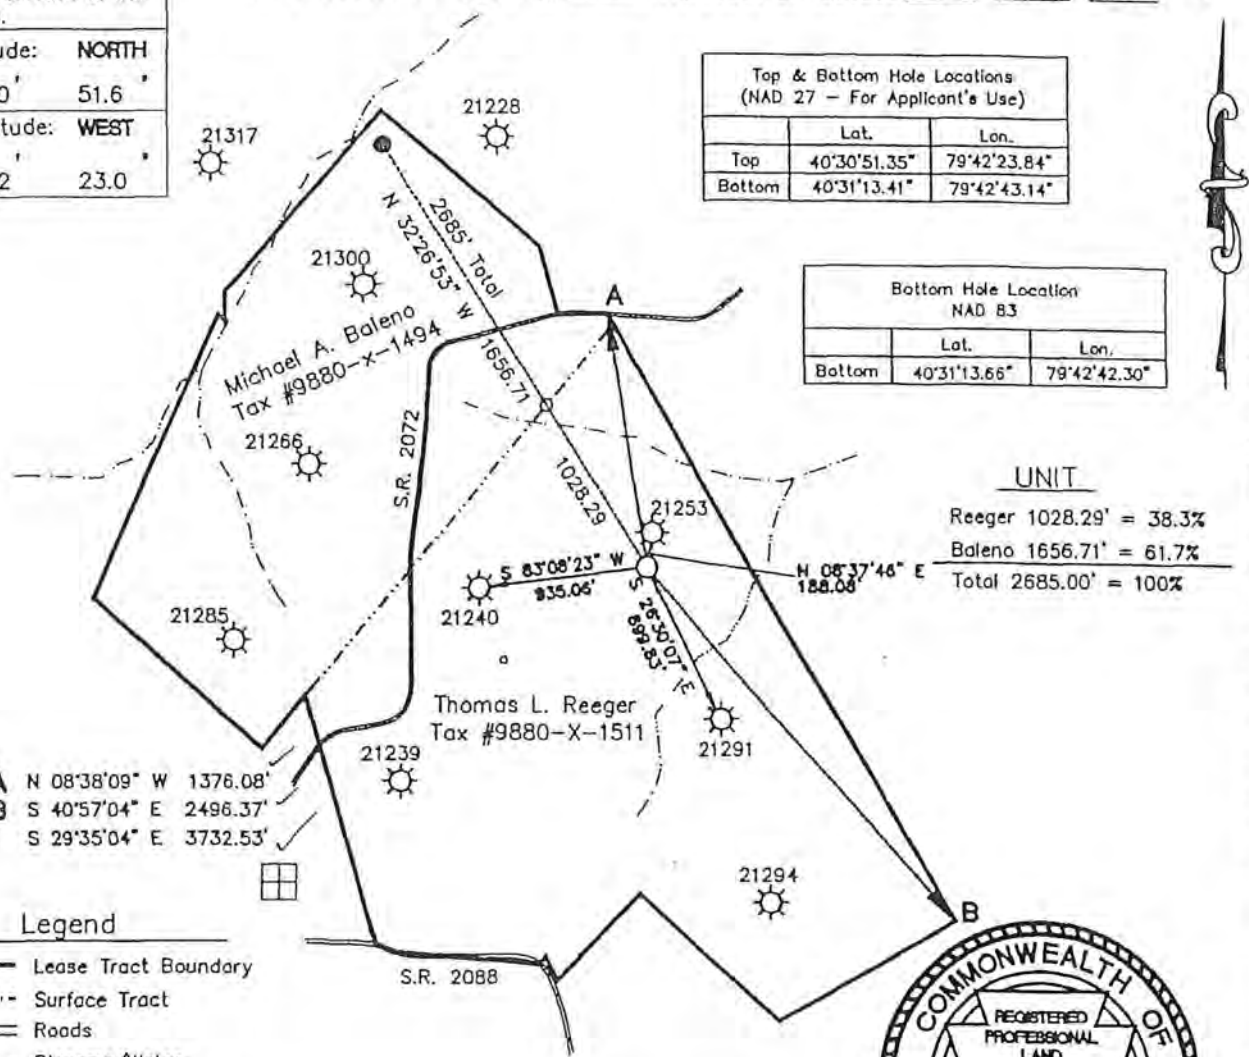 ude: NORTH
0' 51.6 "
tude: WEST
' "
2 23.0
21317
21228
Top & Bottom Hole Locations
(NAD 27 - For Applicant's Use)
Lat. Lon.
Top 40°30'51.35" 79°42'23.84"
Bottom 40°31'13.41" 79°42'43.14"
Bottom Hole Location
NAD 83
Lat. Lon.
Bottom 40°31'13.66" 79°42'42.30"
2685' Total
N 32°26'53" W
21300
A
Michael A. Baleno
Tax #9880-X-1494
1656.71
21266
S.R. 2072
1028.29
21253
UNIT
Reeger 1028.29' = 38.3%
Baleno 1656.71' = 61.7%
Total 2685.00' = 100%
S 83°08'23" W
935.06'
N 08°37'46" E
188.08'
21240
21285
S 26°30'07" E
899.83'
Thomas L. Reeger
Tax #9880-X-1511
21291
21239
A N 08°38'09" W 1376.08'
B S 40°57'04" E 2496.37'
S 29°35'04" E 3732.53'
21294
B
Legend
Lease Tract Boundary
Surface Tract
Roads
S.R. 2088
COMMONWEALTH OF
REGISTERED
PROFESSIONAL
LAND